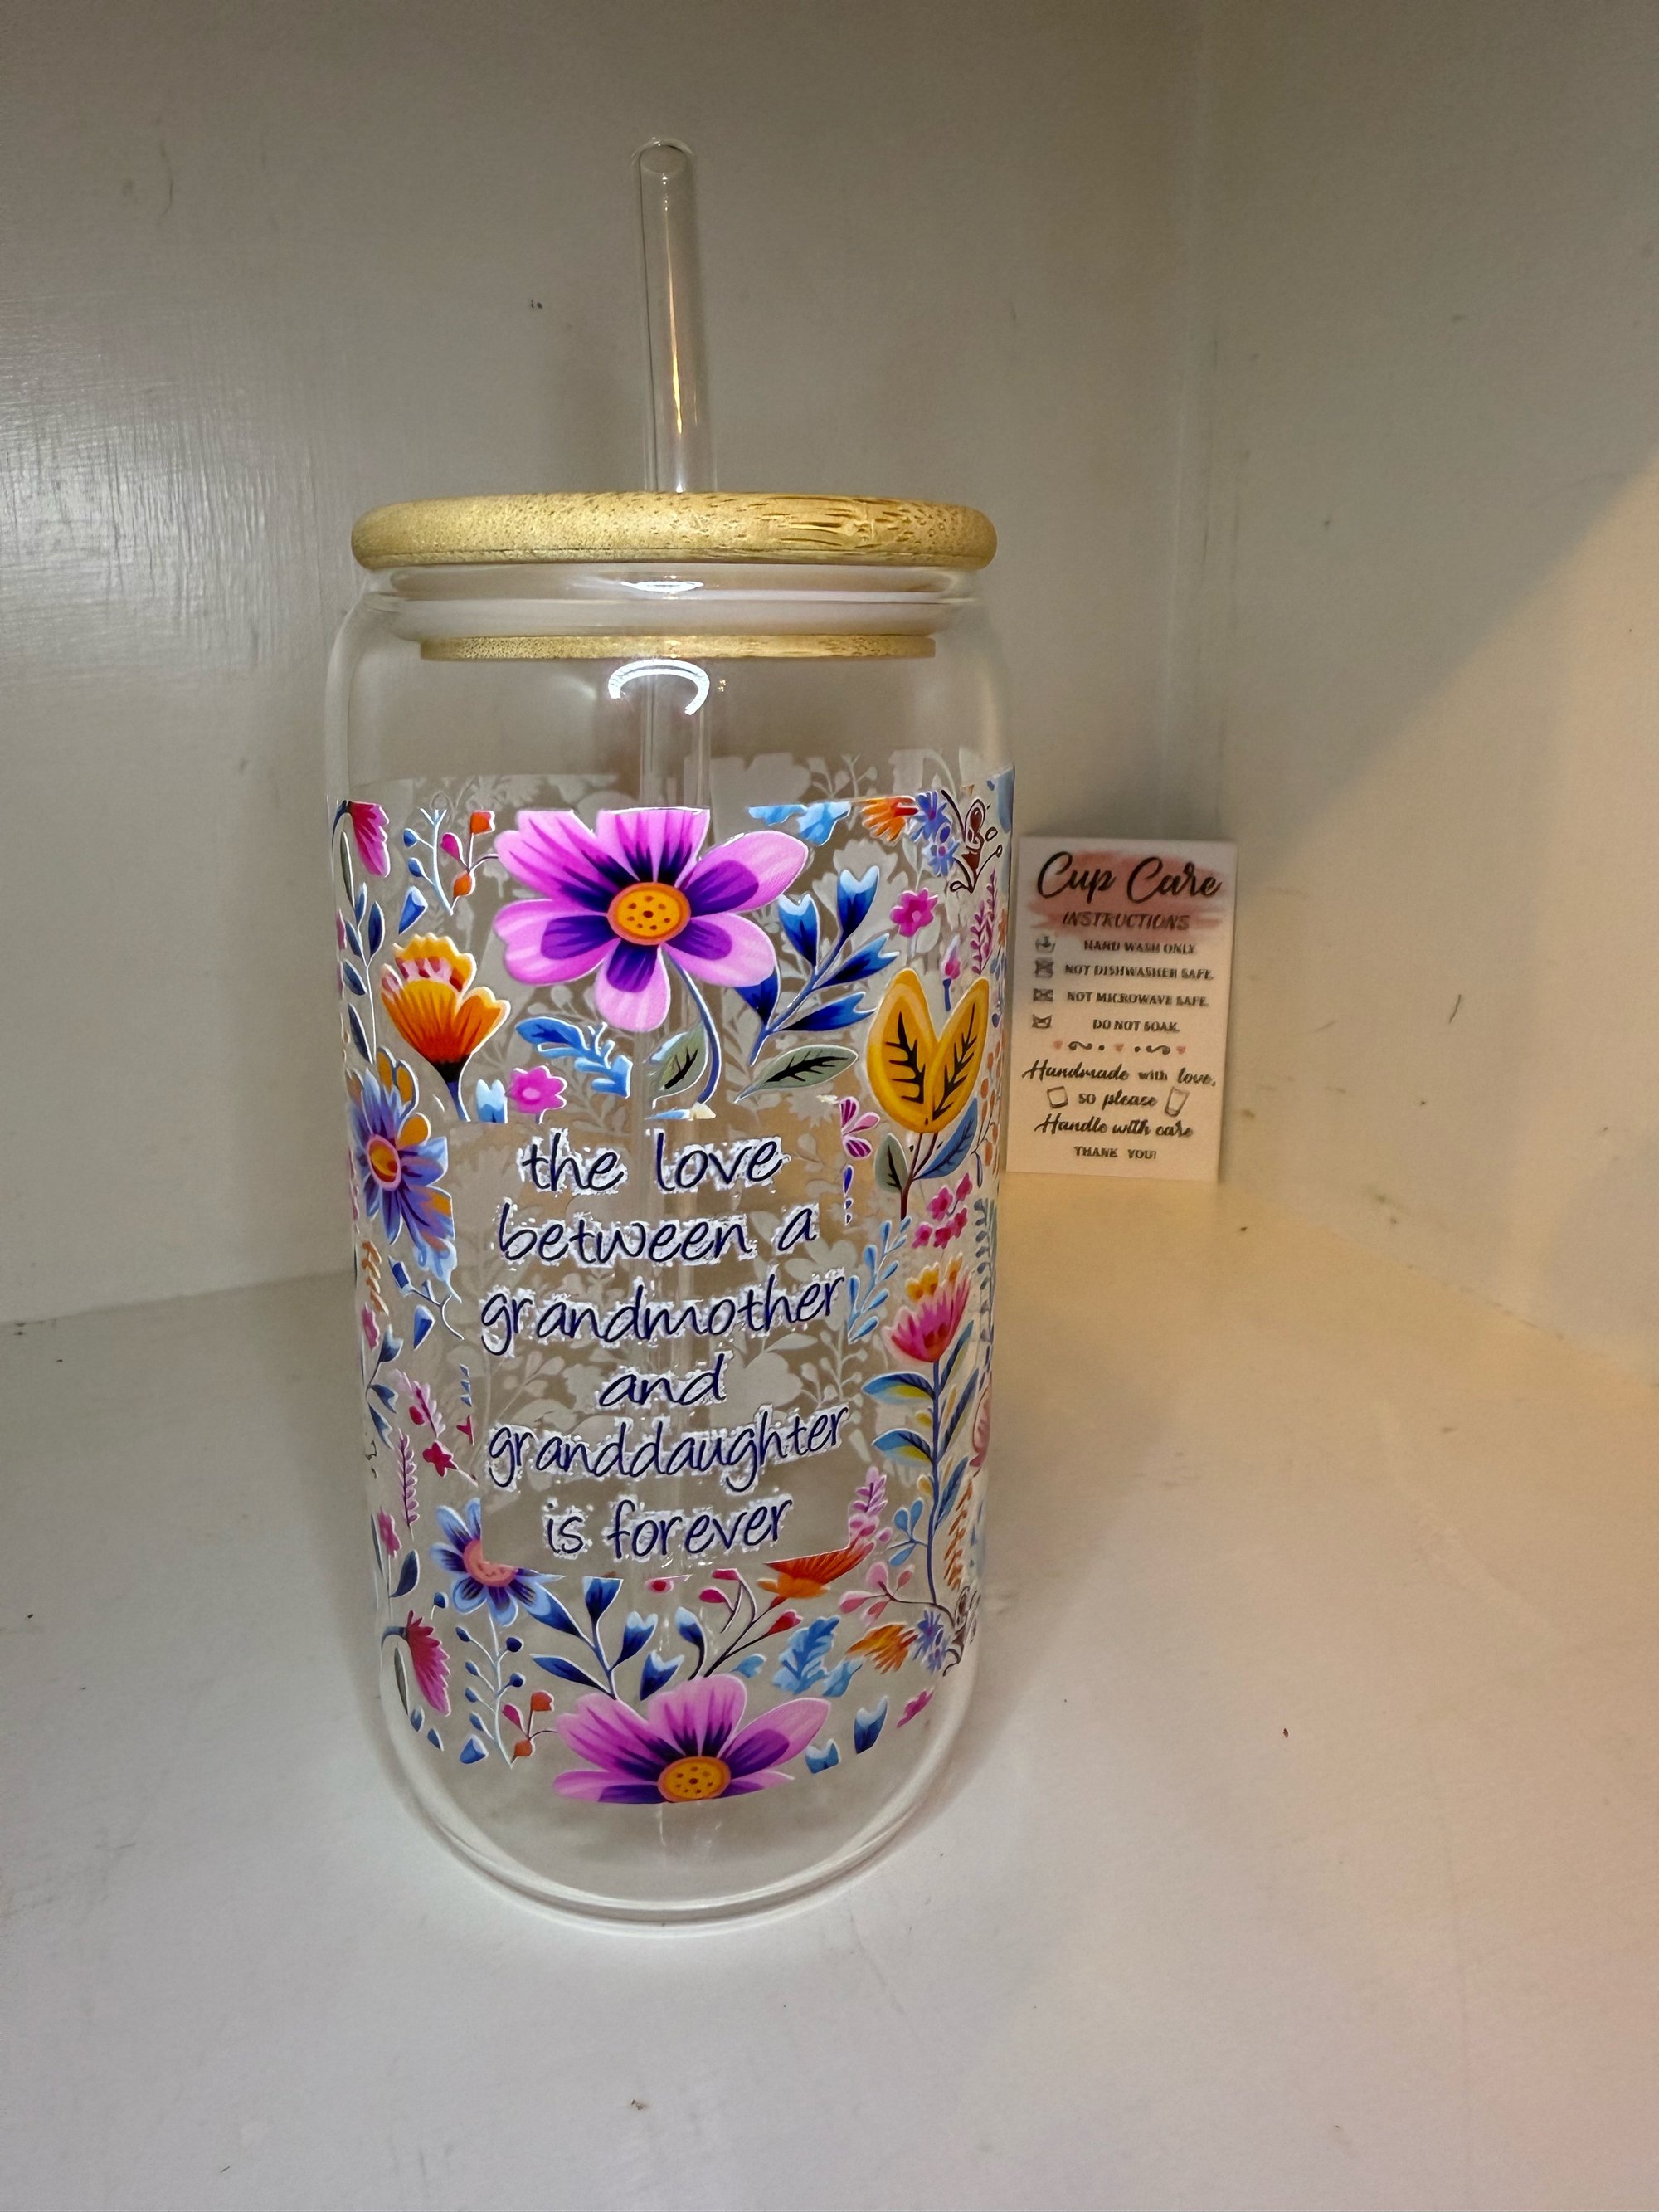 the love
between a
grandmother
and
granddaughter
is forever
Cup Care
INSTRUCTIONS
HAND WASH ONLY.
NOT DISHWASHER SAFE.
NOT MICROWAVE SAFE.
DO NOT SOAK.
Handmade with love,
so please
Handle with care
THANK YOU!